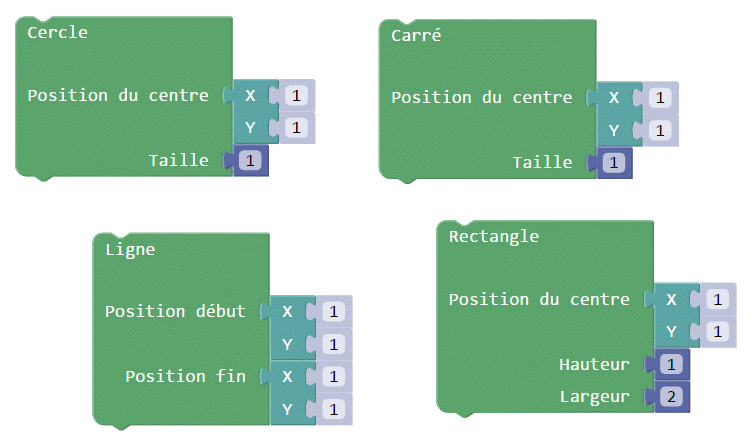 Cercle
Position du centre X 1
Y 1
Taille 1
Carré
Position du centre X 1
Y 1
Taille 1
Ligne
Position début X 1
Y 1
Position fin X 1
Y 1
Rectangle
Position du centre X 1
Y 1
Hauteur 1
Largeur 2